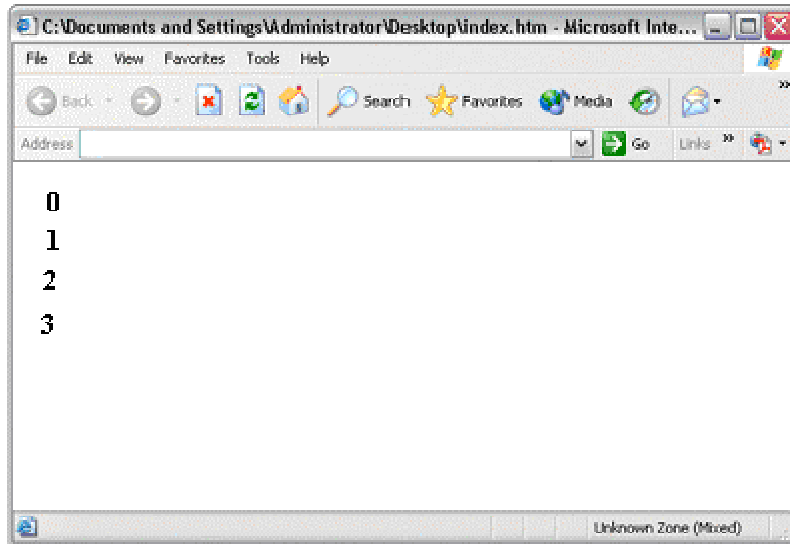 C:\Documents and Settings\Administrator\Desktop\index.htm - Microsoft Inte...
File Edit View Favorites Tools Help
Back Search Favorites Media
Address Go Links
0
1
2
3
Unknown Zone (Mixed)